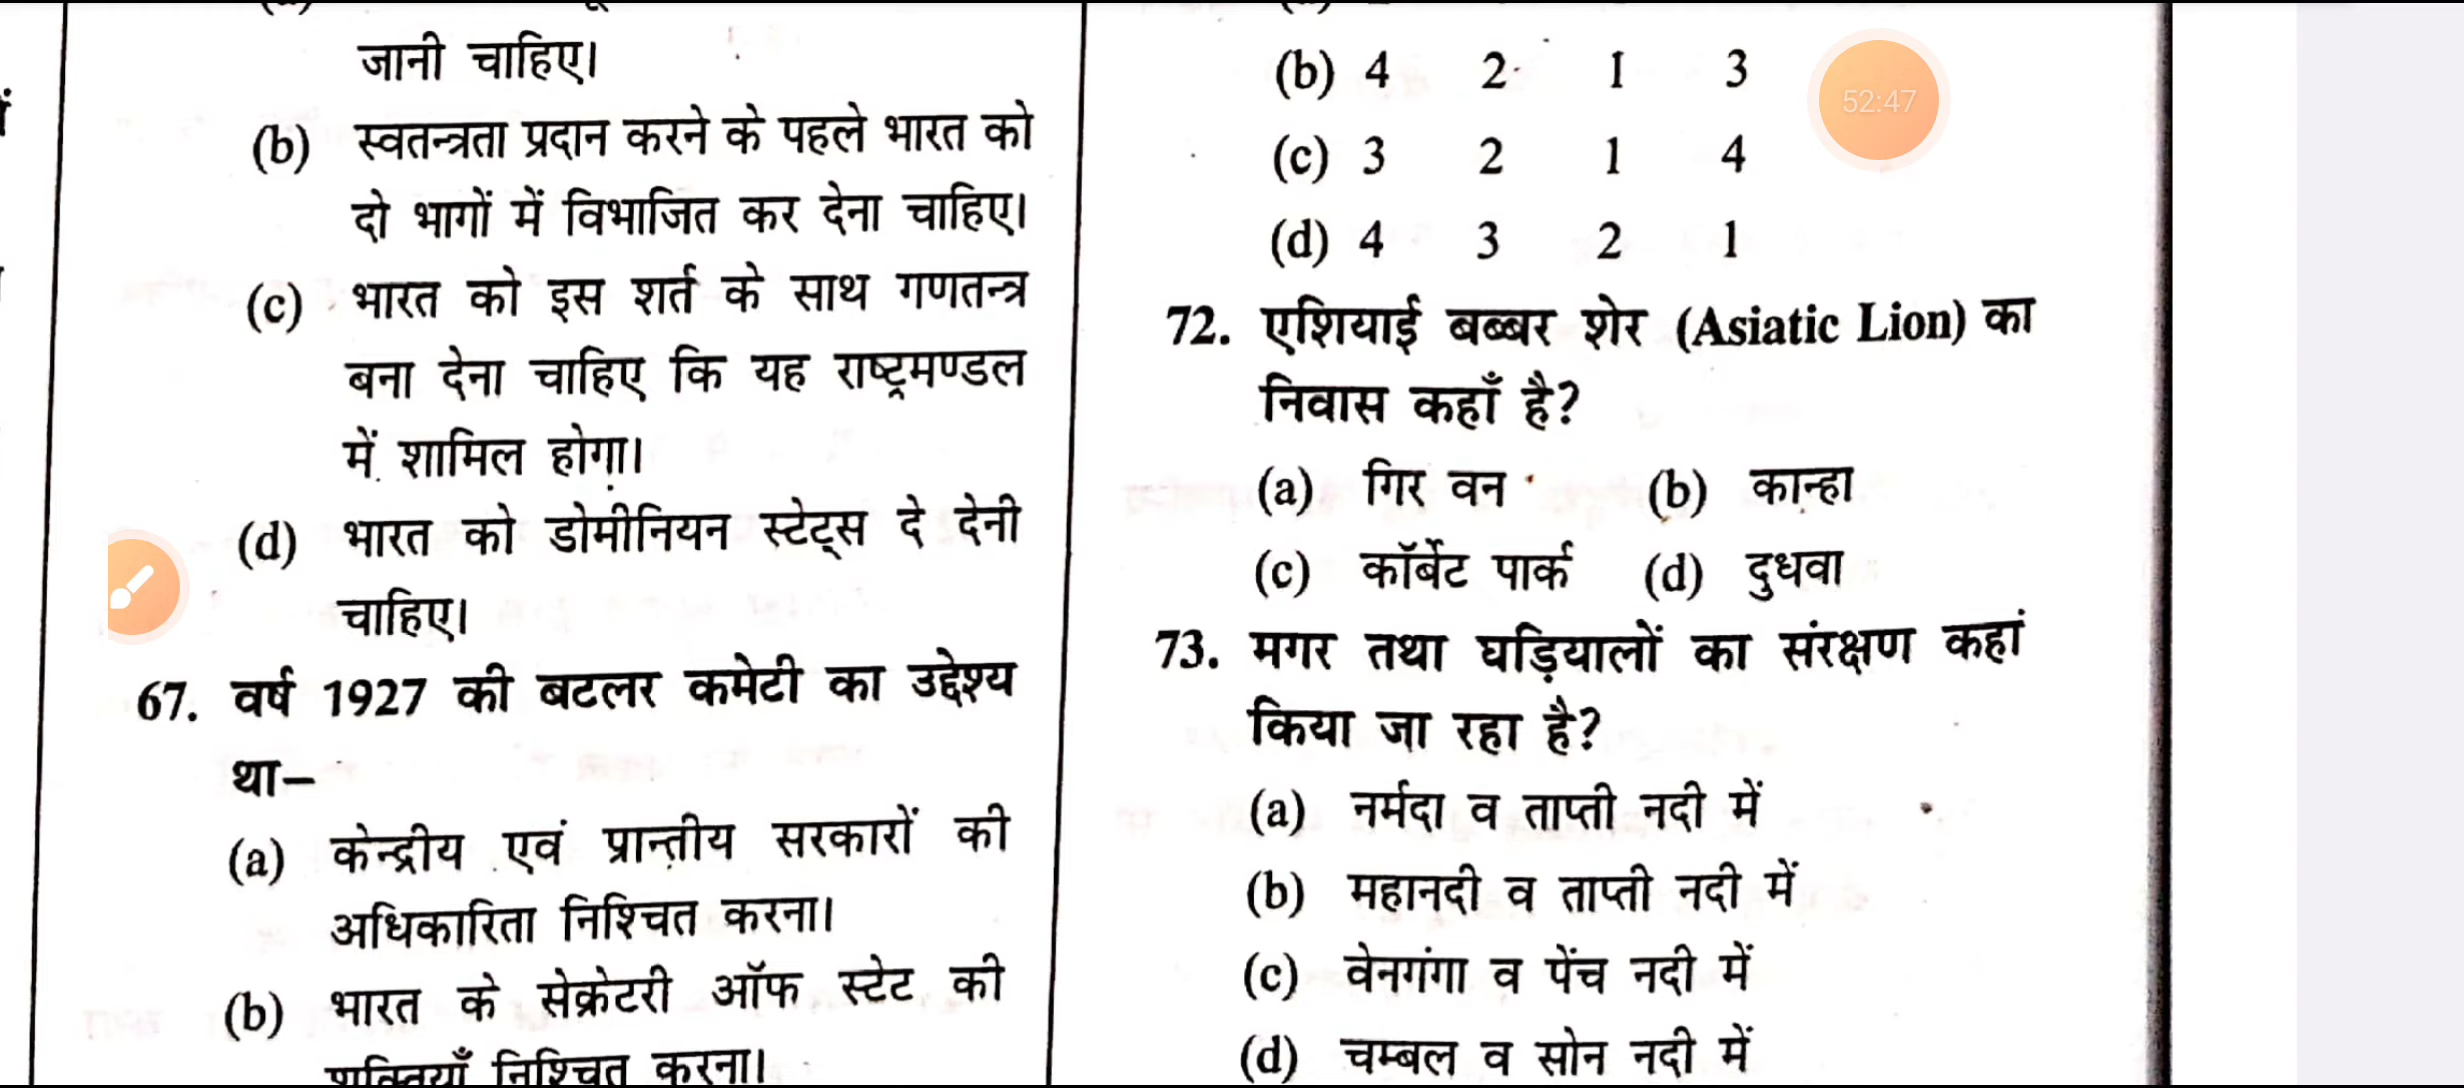 जानी चाहिए।
(b) स्वतन्त्रता प्रदान करने के पहले भारत को
दो भागों में विभाजित कर देना चाहिए।
(c) भारत को इस शर्त के साथ गणतन्त्र
बना देना चाहिए कि यह राष्ट्रमण्डल
में शामिल होगा।
(d) भारत को डोमीनियन स्टेट्स दे देनी
चाहिए।
67. वर्ष 1927 की बटलर कमेटी का उद्देश्य
था–
(a) केन्द्रीय एवं प्रान्तीय सरकारों की
अधिकारिता निश्चित करना।
(b) भारत के सेक्रेटरी ऑफ स्टेट की
शक्तियाँ निश्चित करना।
(b) 4 2 1 3
(c) 3 2 1 4
(d) 4 3 2 1
52:47
72. एशियाई बब्बर शेर (Asiatic Lion) का
निवास कहाँ है?
(a) गिर वन (b) कान्हा
(c) कॉर्बेट पार्क (d) दुधवा
73. मगर तथा घड़ियालों का संरक्षण कहां
किया जा रहा है?
(a) नर्मदा व ताप्ती नदी में
(b) महानदी व ताप्ती नदी में
(c) वेनगंगा व पेंच नदी में
(d) चम्बल व सोन नदी में